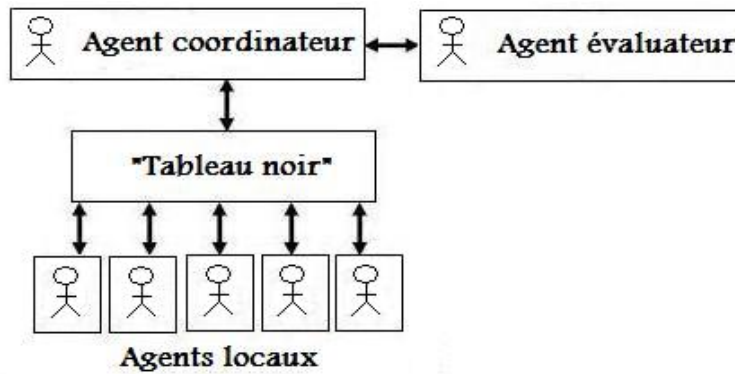 Agent coordinateur
Agent évaluateur
"Tableau noir"
Agents locaux